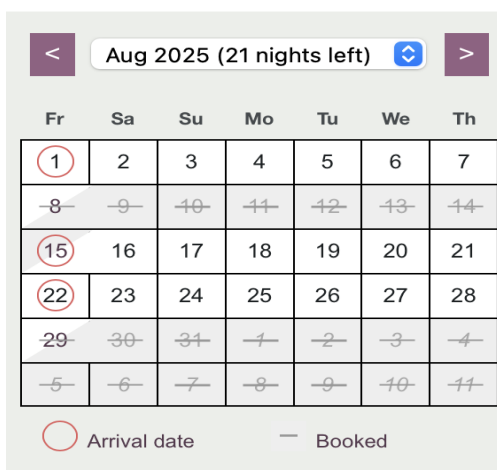 < Aug 2025 (21 nights left) >
Fr Sa Su Mo Tu We Th
1 2 3 4 5 6 7
8 9 10 11 12 13 14
15 16 17 18 19 20 21
22 23 24 25 26 27 28
29 30 31 1 2 3 4
5 6 7 8 9 10 11
Arrival date — Booked